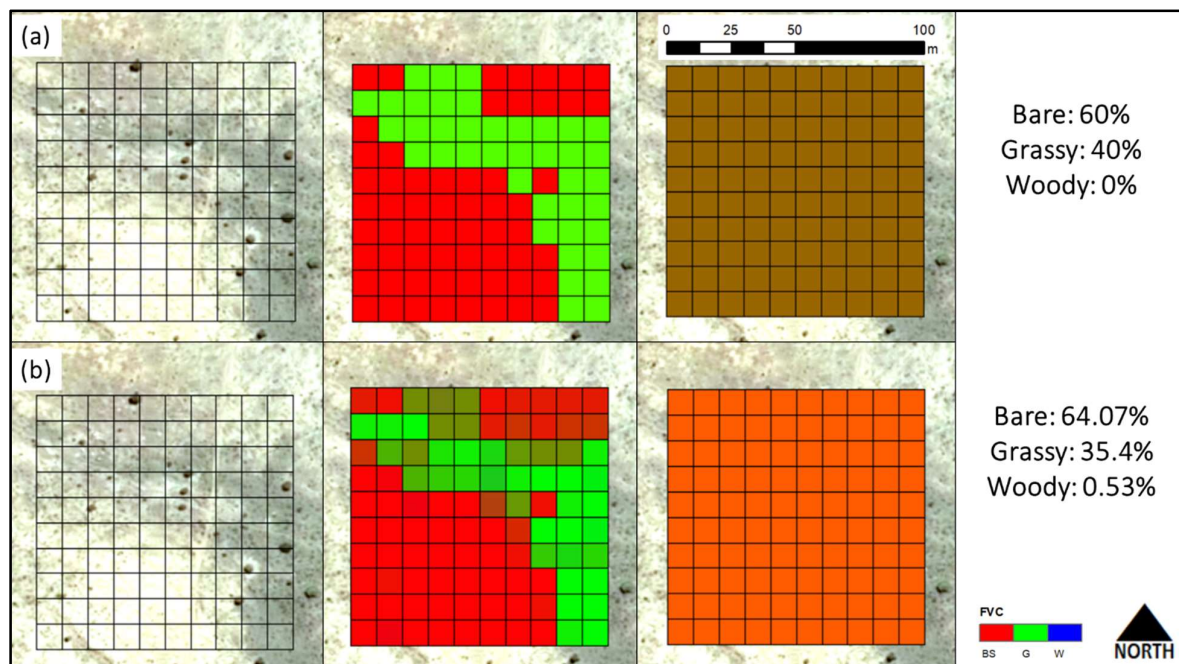 (a)
0 25 50 100
m
Bare: 60%
Grassy: 40%
Woody: 0%
(b)
Bare: 64.07%
Grassy: 35.4%
Woody: 0.53%
FVC
BS G W
NORTH